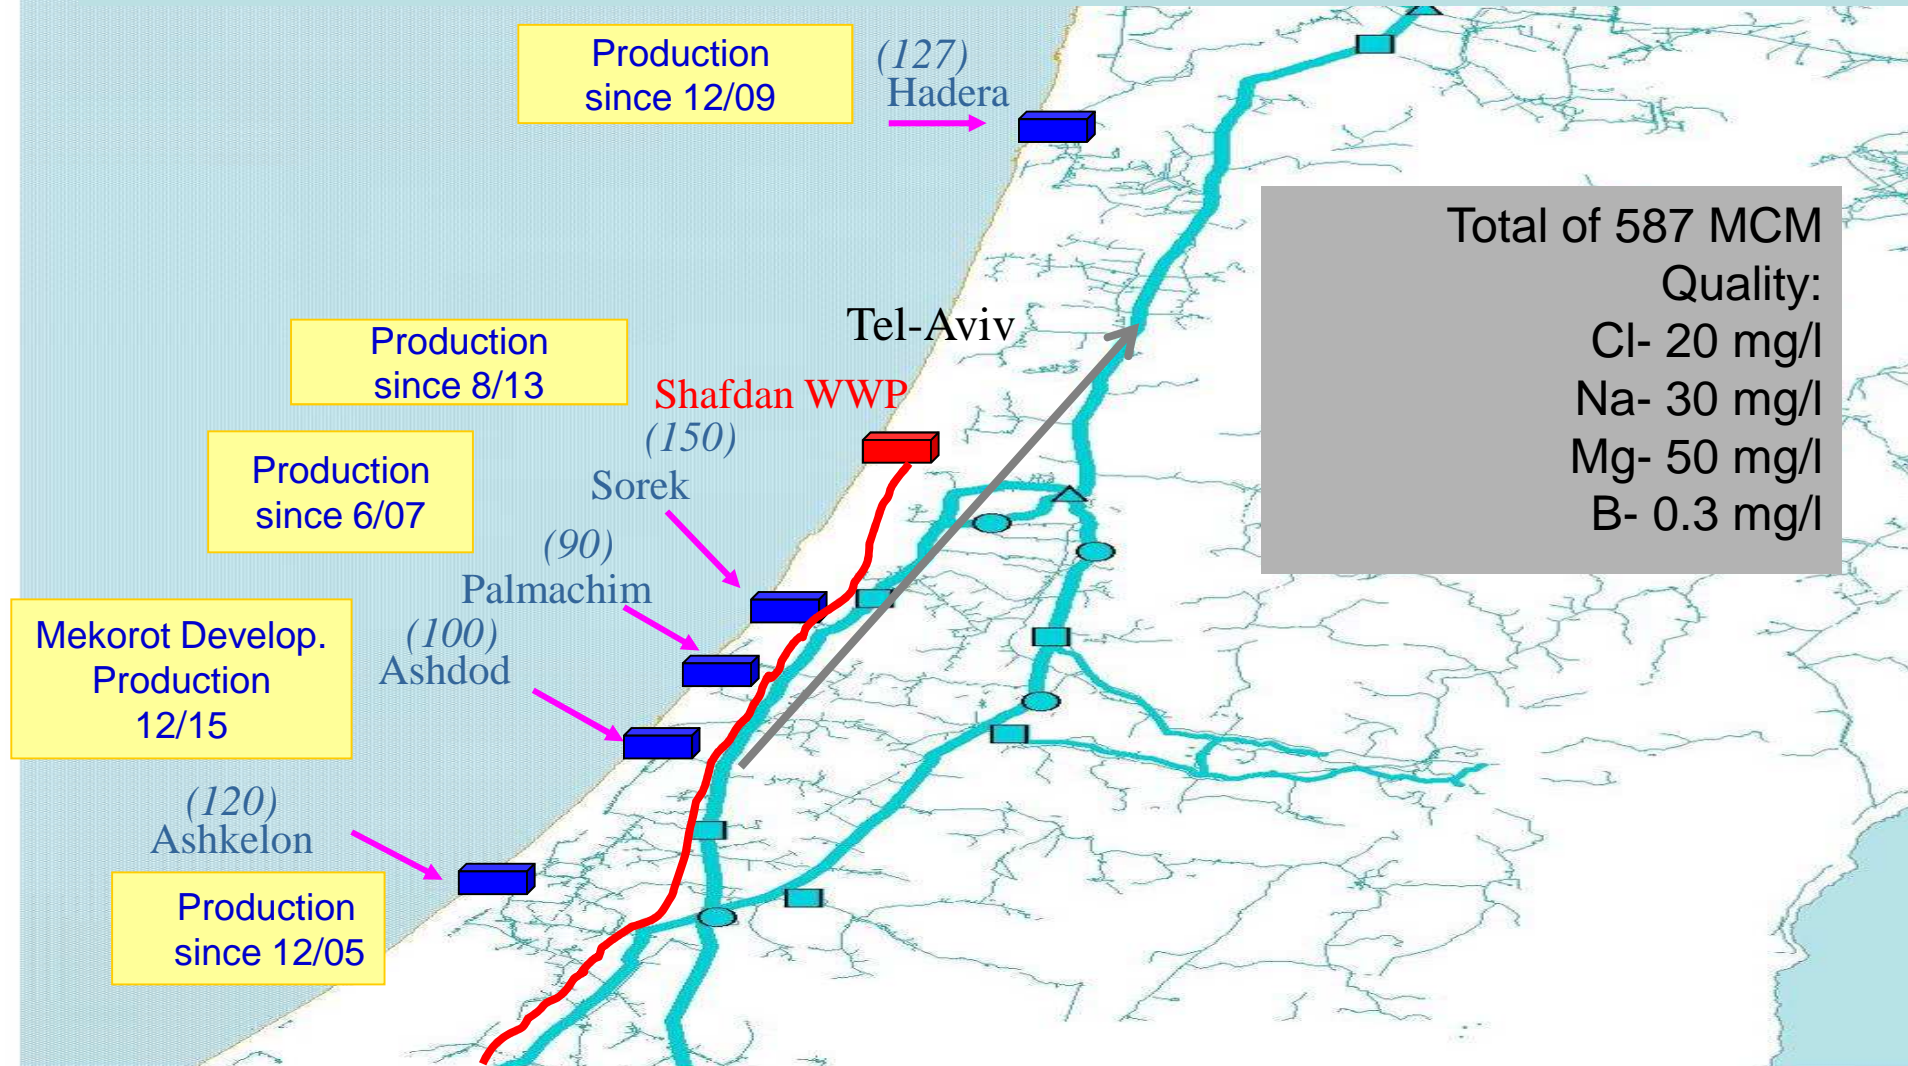 Production
since 12/09
(127)
Hadera
Total of 587 MCM
Quality:
Cl- 20 mg/l
Na- 30 mg/l
Mg- 50 mg/l
B- 0.3 mg/l
Tel-Aviv
Production
since 8/13
Shafdan WWP
(150)
Sorek
Production
since 6/07
(90)
Palmachim
Mekorot Develop.
Production
12/15
(100)
Ashdod
(120)
Ashkelon
Production
since 12/05